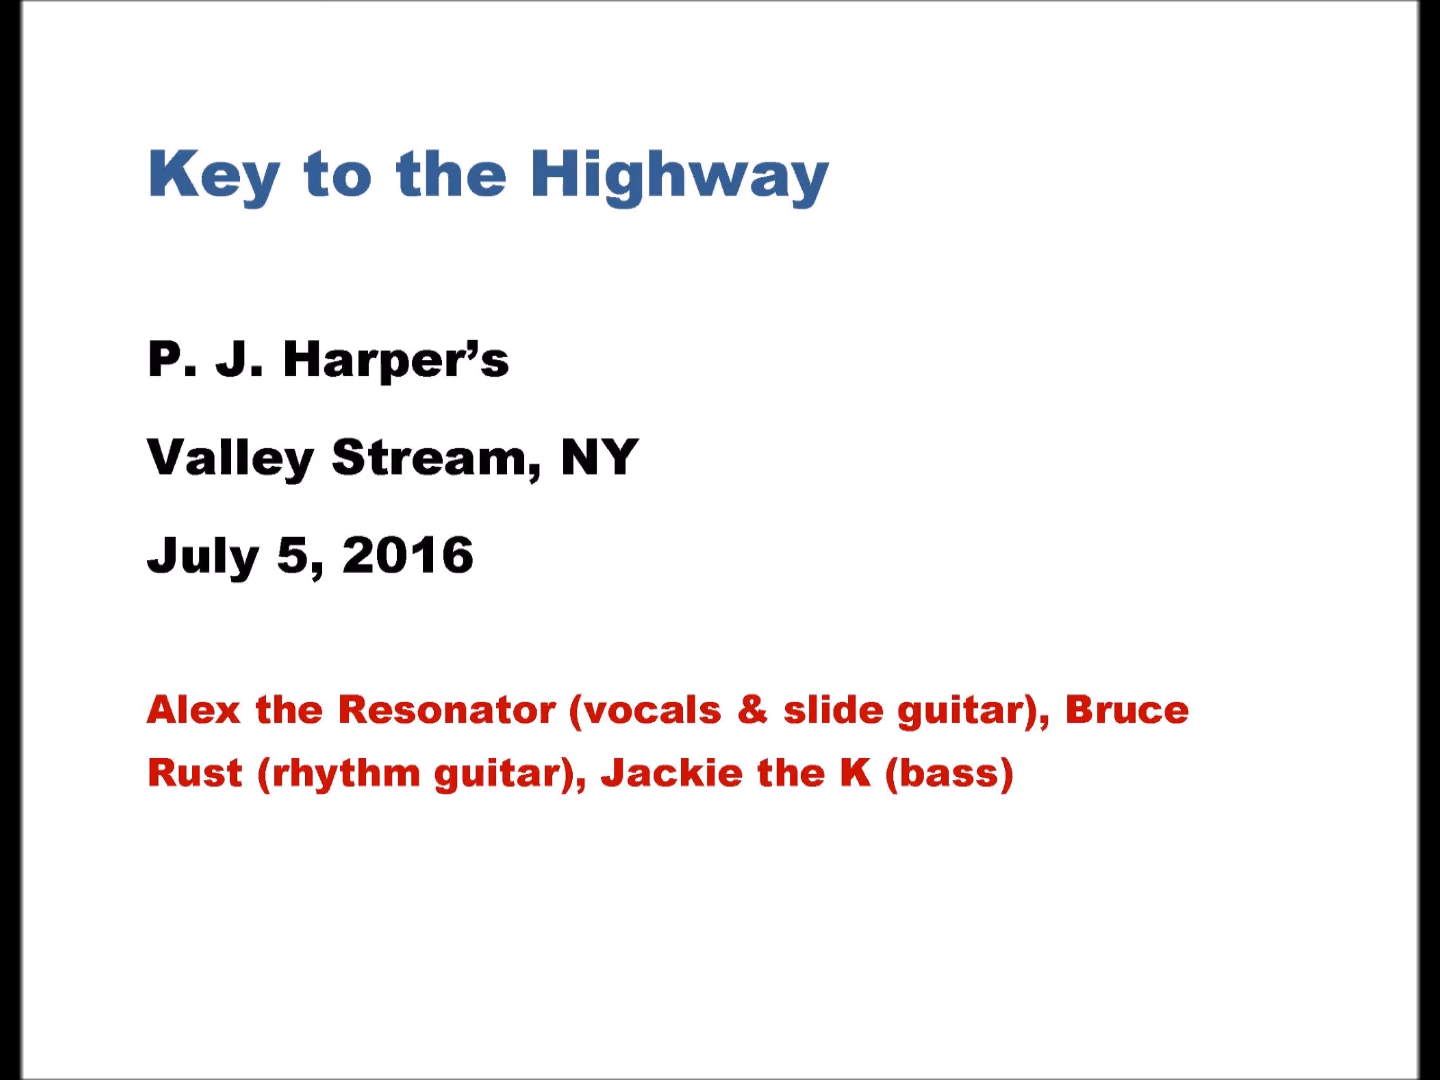 Key to the Highway
P. J. Harper’s
Valley Stream, NY
July 5, 2016
Alex the Resonator (vocals & slide guitar), Bruce
Rust (rhythm guitar), Jackie the K (bass)